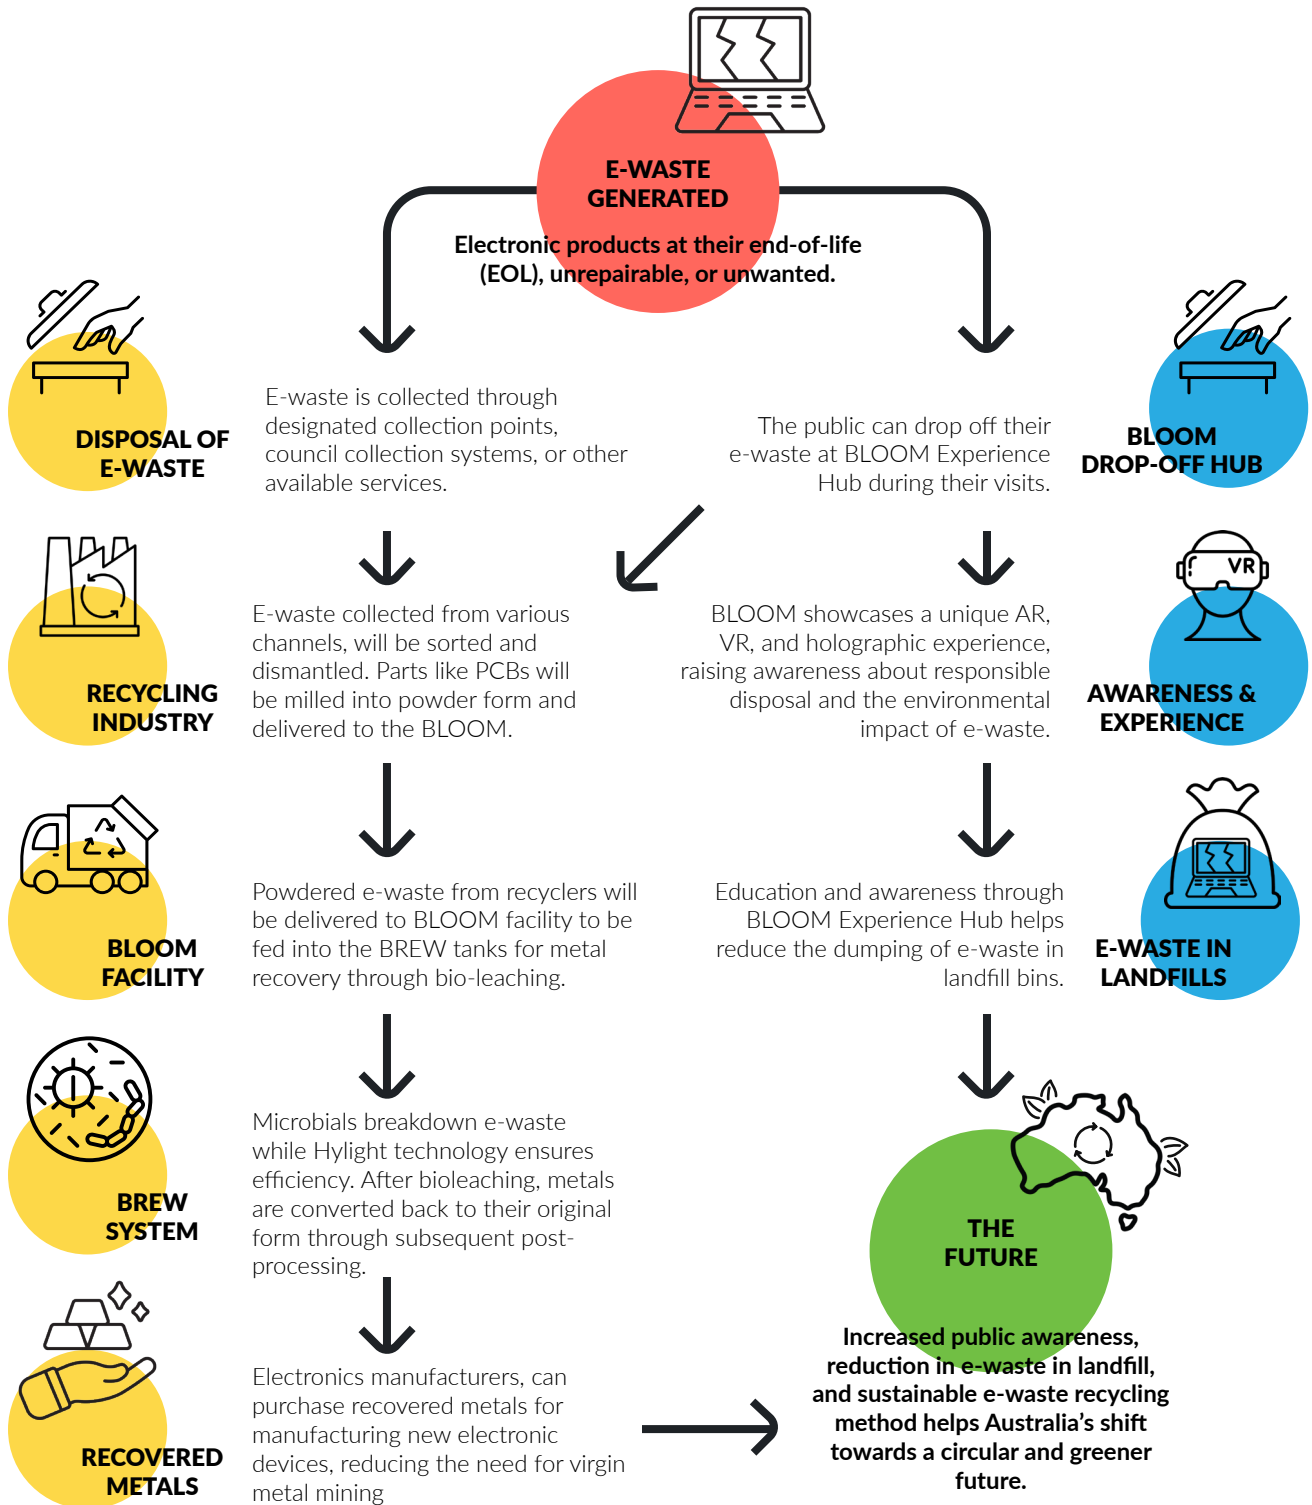 E-WASTE
GENERATED
Electronic products at their end-of-life
(EOL), unrepairable, or unwanted.
DISPOSAL OF
E-WASTE
E-waste is collected through
designated collection points,
council collection systems, or other
available services.
The public can drop off their
e-waste at BLOOM Experience
Hub during their visits.
BLOOM
DROP-OFF HUB
RECYCLING
INDUSTRY
E-waste collected from various
channels, will be sorted and
dismantled. Parts like PCBs will
be milled into powder form and
delivered to the BLOOM.
BLOOM showcases a unique AR,
VR, and holographic experience,
raising awareness about responsible
disposal and the environmental
impact of e-waste.
VR
AWARENESS &
EXPERIENCE
BLOOM
FACILITY
Powdered e-waste from recyclers will
be delivered to BLOOM facility to be
fed into the BREW tanks for metal
recovery through bio-leaching.
Education and awareness through
BLOOM Experience Hub helps
reduce the dumping of e-waste in
landfill bins.
E-WASTE IN
LANDFILLS
BREW
SYSTEM
Microbials breakdown e-waste
while Hylight technology ensures
efficiency. After bioleaching, metals
are converted back to their original
form through subsequent post-
processing.
THE
FUTURE
Increased public awareness,
reduction in e-waste in landfill,
and sustainable e-waste recycling
method helps Australia's shift
towards a circular and greener
future.
RECOVERED
METALS
Electronics manufacturers, can
purchase recovered metals for
manufacturing new electronic
devices, reducing the need for virgin
metal mining